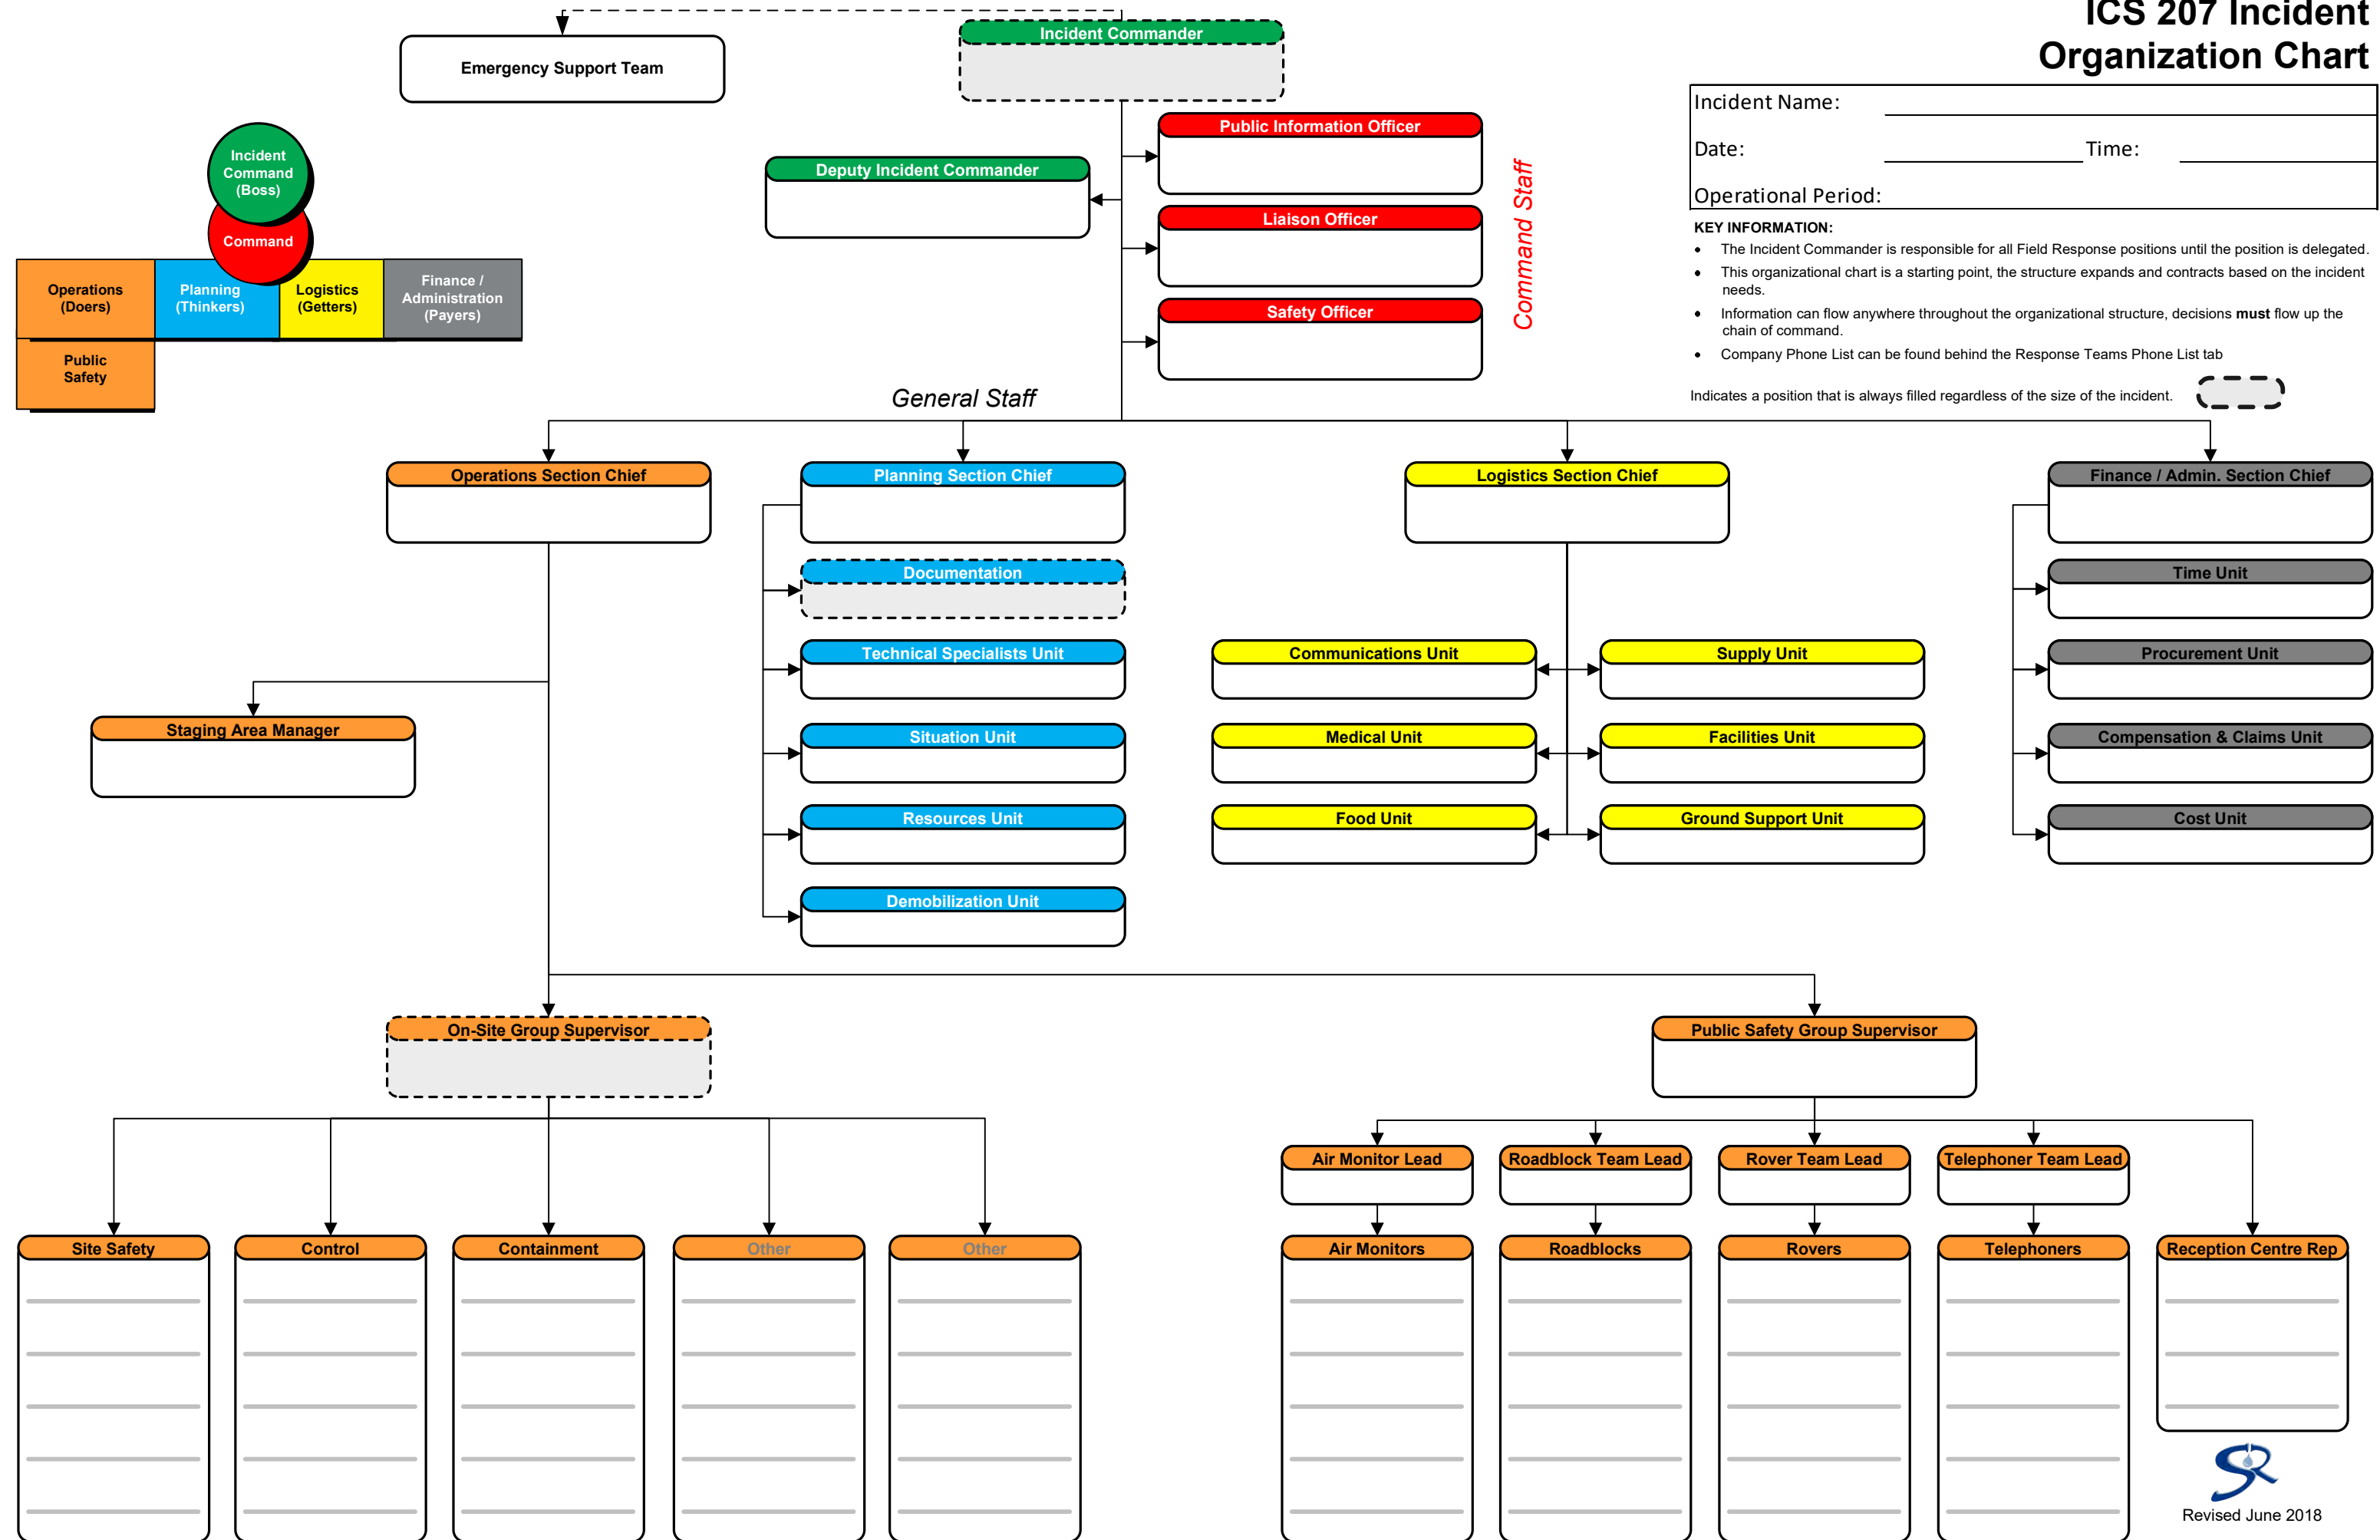 ICS 207 Incident
Organization Chart
Incident Commander
Emergency Support Team
Incident Name:
Date:
Time:
Operational Period:
Public Information Officer
Deputy Incident Commander
Liaison Officer
Safety Officer
Command Staff
Incident
Command
(Boss)
Command
Operations
(Doers)
Planning
(Thinkers)
Logistics
(Getters)
Finance /
Administration
(Payers)
Public
Safety
KEY INFORMATION:
• The Incident Commander is responsible for all Field Response positions until the position is delegated.
• This organizational chart is a starting point, the structure expands and contracts based on the incident
needs.
• Information can flow anywhere throughout the organizational structure, decisions must flow up the
chain of command.
• Company Phone List can be found behind the Response Teams Phone List tab
Indicates a position that is always filled regardless of the size of the incident.
General Staff
Operations Section Chief
Planning Section Chief
Logistics Section Chief
Finance / Admin. Section Chief
Documentation
Time Unit
Technical Specialists Unit
Communications Unit
Supply Unit
Procurement Unit
Staging Area Manager
Situation Unit
Medical Unit
Facilities Unit
Compensation & Claims Unit
Resources Unit
Food Unit
Ground Support Unit
Cost Unit
Demobilization Unit
On-Site Group Supervisor
Public Safety Group Supervisor
Air Monitor Lead
Roadblock Team Lead
Rover Team Lead
Telephoner Team Lead
Site Safety
Control
Containment
Other
Other
Air Monitors
Roadblocks
Rovers
Telephoners
Reception Centre Rep
SR
Revised June 2018